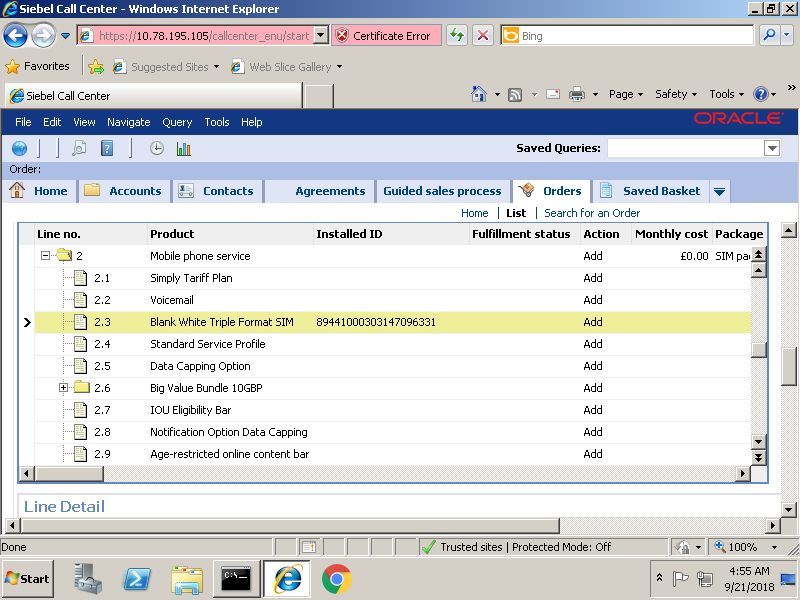 Siebel Call Center - Windows Internet Explorer
https://10.78.195.105/callcenter_enu/start Certificate Error Bing
Favorites Suggested Sites Web Slice Gallery
Siebel Call Center Page Safety Tools
File Edit View Navigate Query Tools Help ORACLE
Saved Queries:
Order:
Home Accounts Contacts Agreements Guided sales process Orders Saved Basket
Home | List | Search for an Order
Line no. Product Installed ID Fulfillment status Action Monthly cost Package
2 Mobile phone service Add £0.00 SIM pa
2.1 Simply Tariff Plan Add
2.2 Voicemail Add
2.3 Blank White Triple Format SIM 89441000303147096331 Add
2.4 Standard Service Profile Add
2.5 Data Capping Option Add
2.6 Big Value Bundle 10GBP Add
2.7 IOU Eligibility Bar Add
2.8 Notification Option Data Capping Add
2.9 Age-restricted online content bar Add
Line Detail
Done Trusted sites | Protected Mode: Off 100%
Start 4:55 AM
9/21/2018